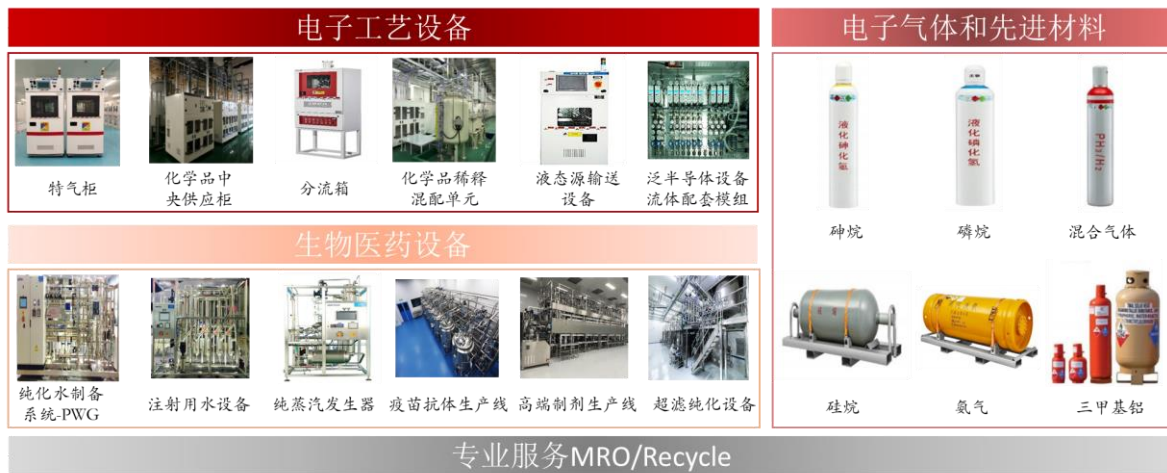 电子工艺设备
特气柜
化学品中
央供应柜
分流箱
化学品稀释
混配单元
液态源输送
设备
泛半导体设备
流体配套模组
生物医药设备
纯化水制备
系统-PWG
注射用水设备
纯蒸汽发生器
疫苗抗体生产线
高端制剂生产线
超滤纯化设备
电子气体和先进材料
液化砷化氢
液化磷化氢
PH₃/H₂
砷烷
磷烷
混合气体
硅烷
氨气
三甲基铝
专业服务MRO/Recycle